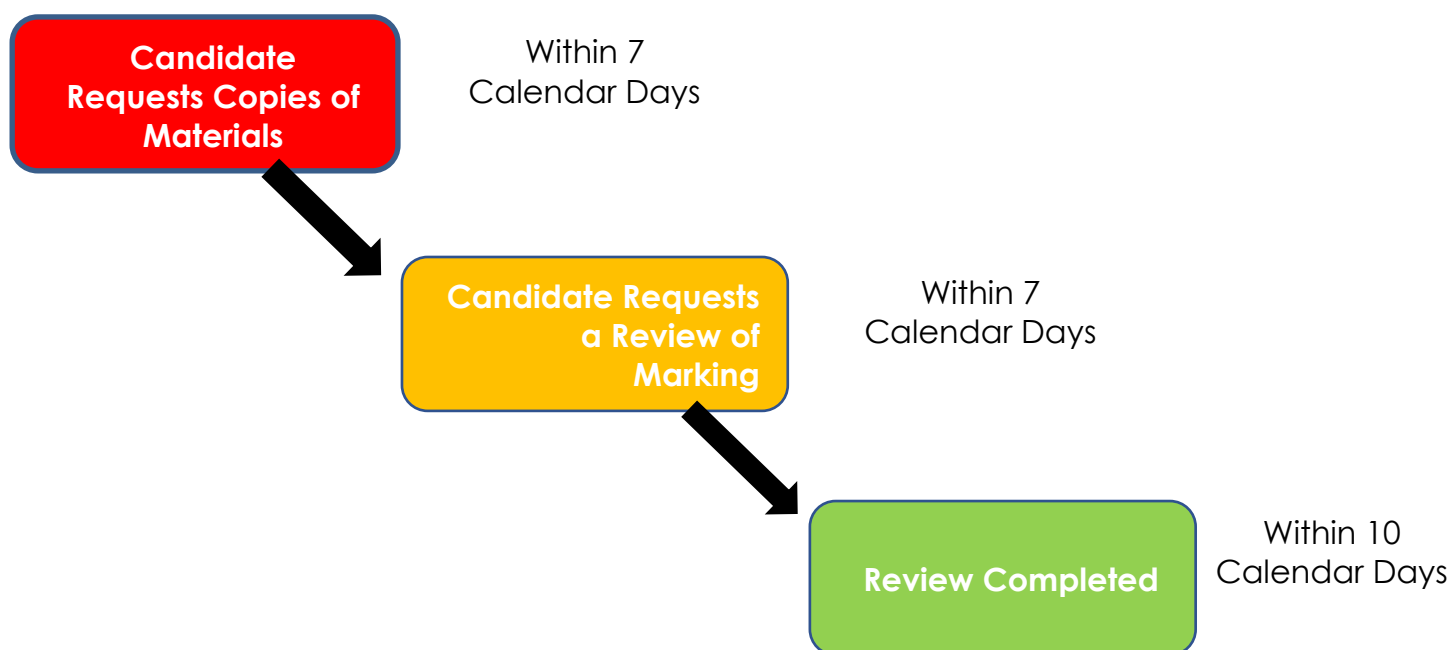 Candidate
Requests Copies of
Materials
Within 7
Calendar Days
Candidate Requests
a Review of
Marking
Within 7
Calendar Days
Review Completed
Within 10
Calendar Days